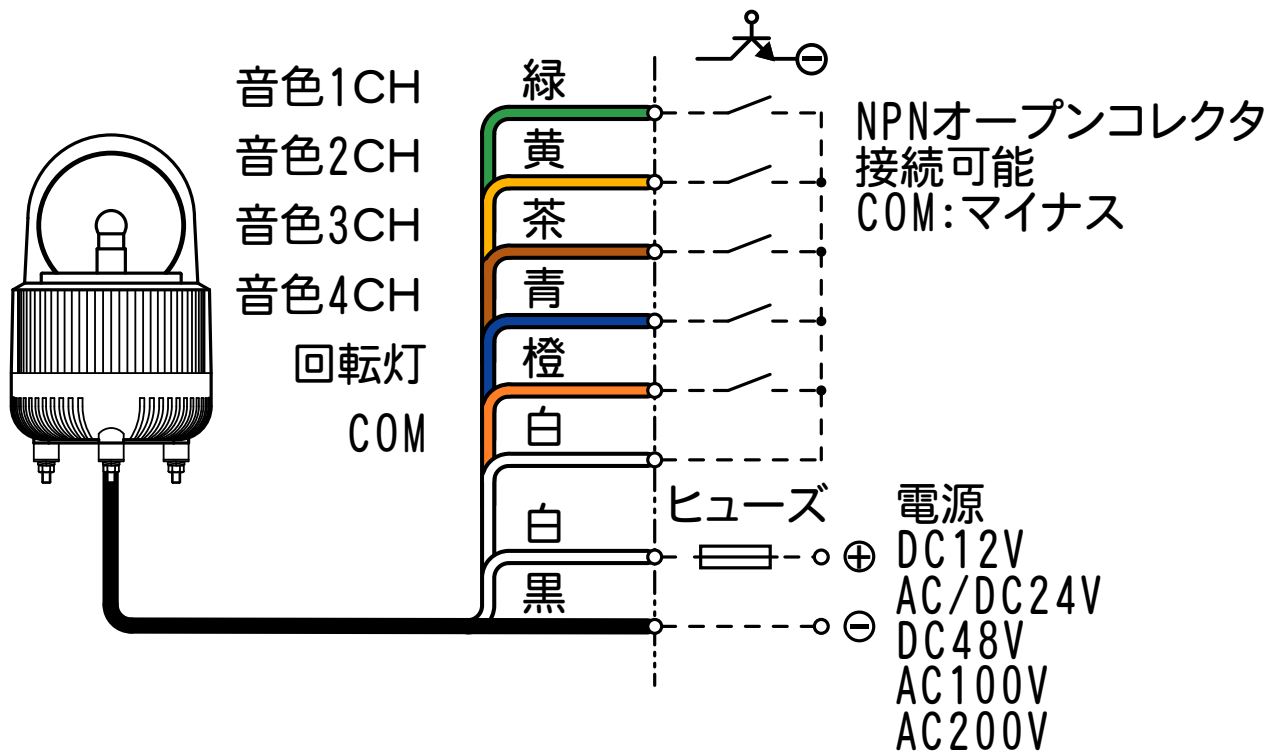 音色1CH
緑
音色2CH
黄
音色3CH
茶
音色4CH
青
回転灯
橙
COM
白
NPNオープンコレクタ
接続可能
COM:マイナス
白
黒
ヒューズ
電源
DC12V
AC/DC24V
DC48V
AC100V
AC200V